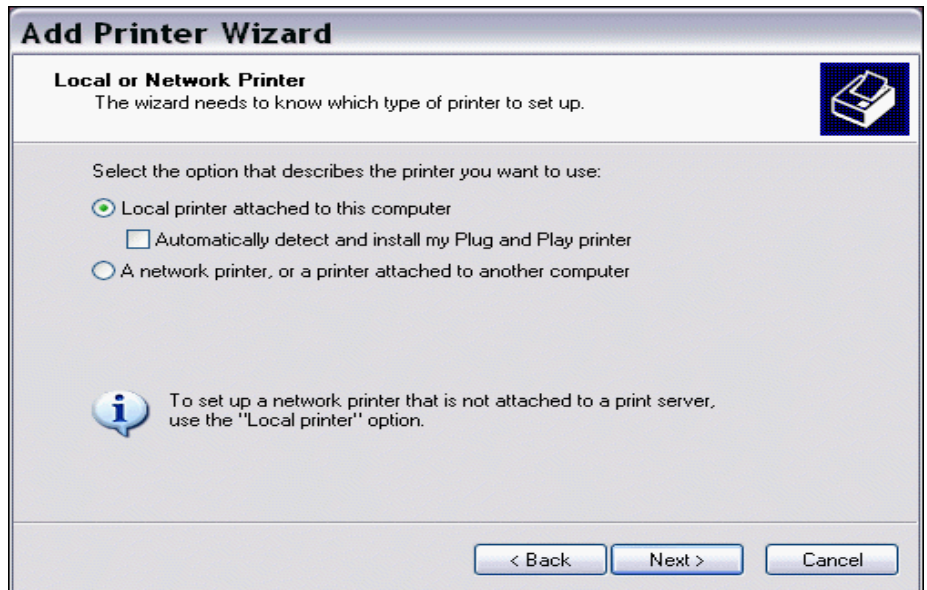 Add Printer Wizard
Local or Network Printer
The wizard needs to know which type of printer to set up.
Select the option that describes the printer you want to use:
Local printer attached to this computer
Automatically detect and install my Plug and Play printer
A network printer, or a printer attached to another computer
To set up a network printer that is not attached to a print server,
use the "Local printer" option.
< Back
Next >
Cancel